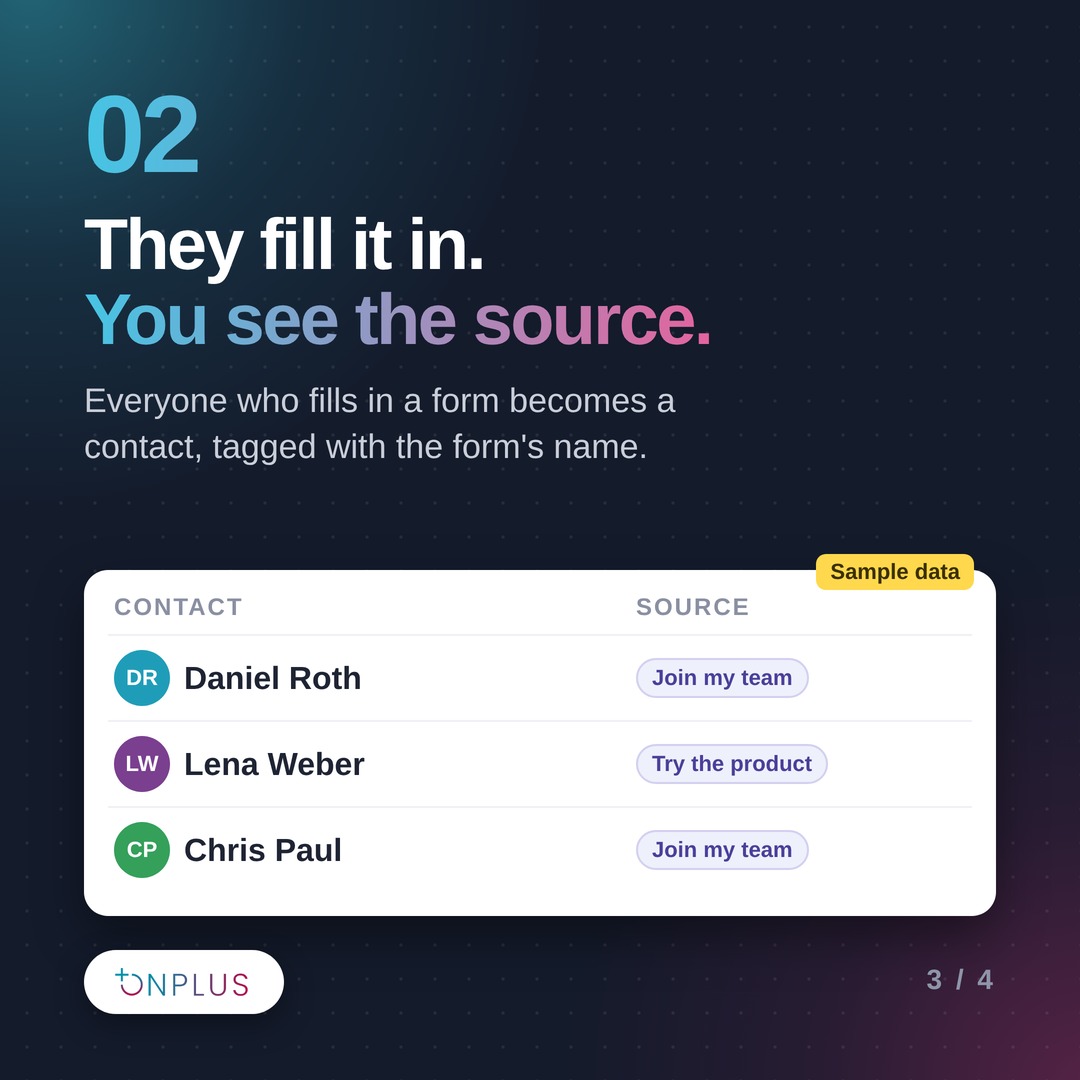 02
They fill it in.
You see the source.
Everyone who fills in a form becomes a
contact, tagged with the form's name.
Sample data
CONTACT SOURCE
DR Daniel Roth Join my team
LW Lena Weber Try the product
CP Chris Paul Join my team
ONPLUS
3 / 4